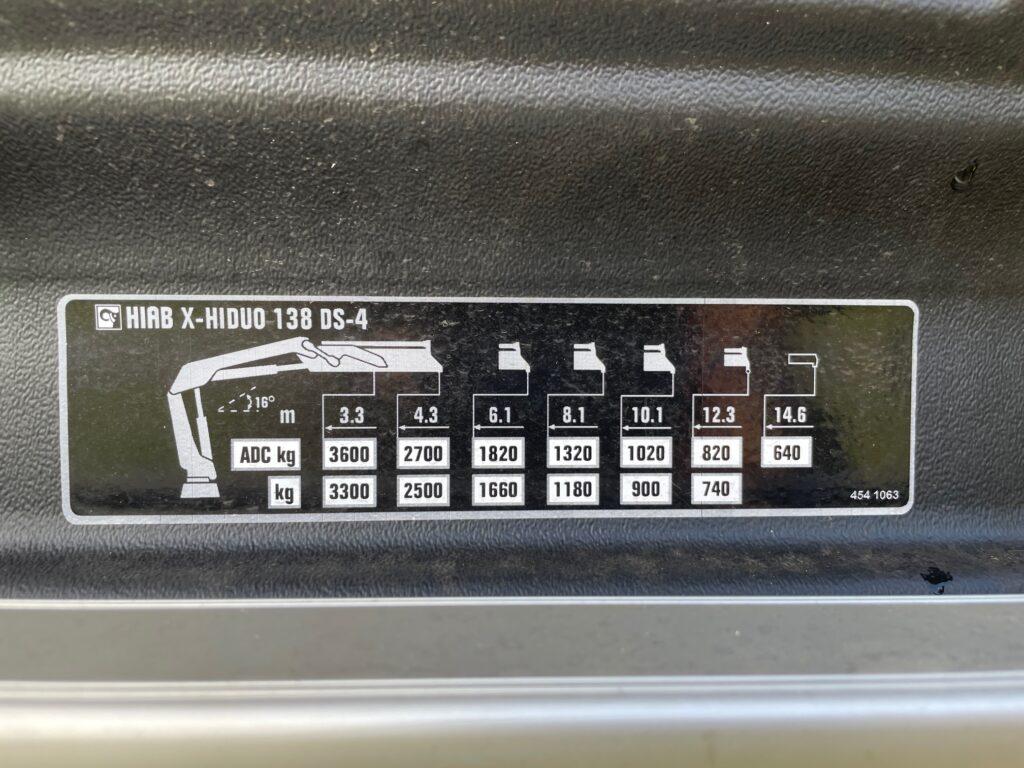 HIAB X-HIDUO 138 DS-4
16° m 3.3 4.3 6.1 8.1 10.1 12.3 14.6
ADC kg 3600 2700 1820 1320 1020 820 640
kg 3300 2500 1660 1180 900 740
454 1063